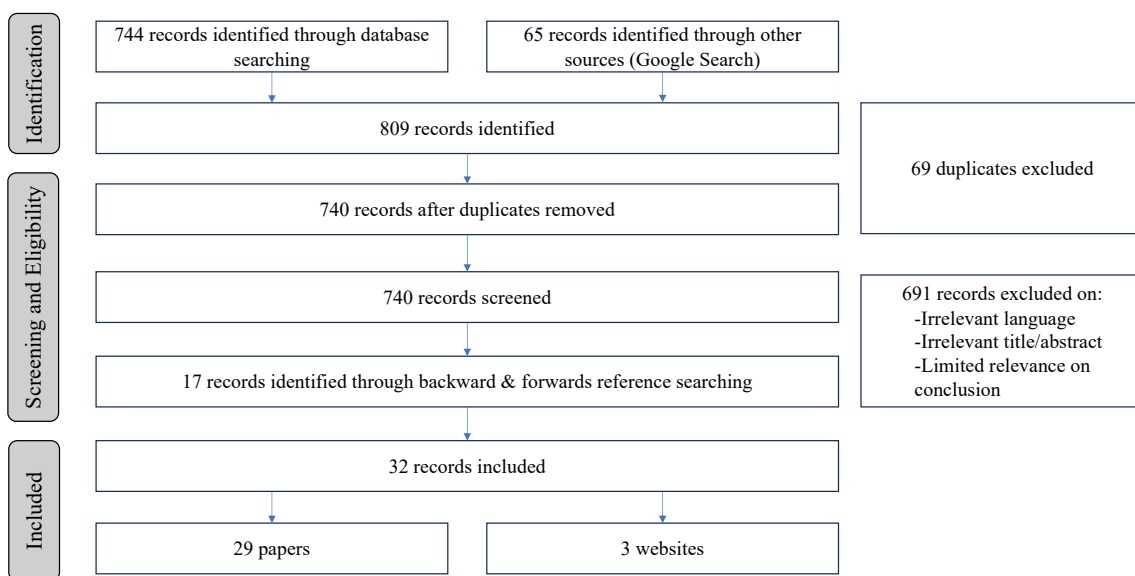 Identification
744 records identified through database
searching
65 records identified through other
sources (Google Search)
809 records identified
69 duplicates excluded
Screening and Eligibility
740 records after duplicates removed
740 records screened
691 records excluded on:
-Irrelevant language
-Irrelevant title/abstract
-Limited relevance on
conclusion
17 records identified through backward & forwards reference searching
Included
32 records included
29 papers
3 websites